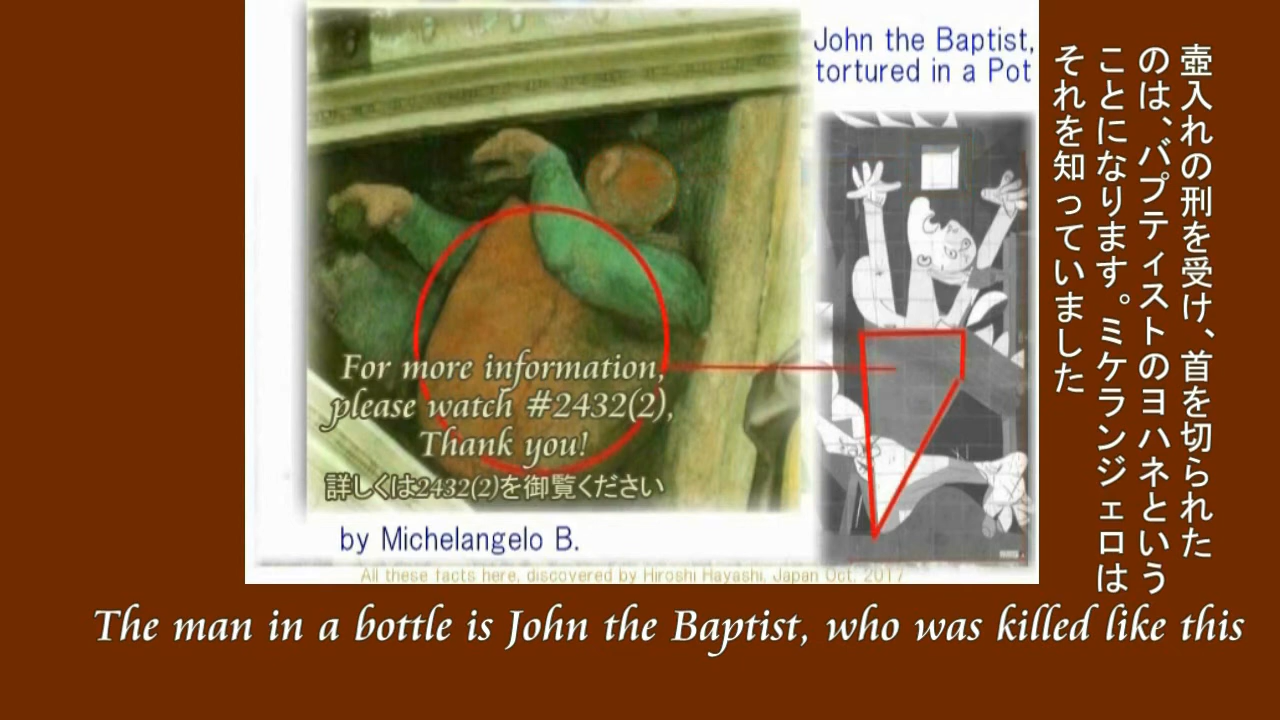 John the Baptist,
tortured in a Pot
壺入れの刑を受け、首を切られた
のは、バプティストのヨハネという
ことになります。ミケランジェロは
それを知っていました
For more information,
please watch #2432(2),
Thank you!
詳しくは2432(2)を御覧ください
by Michelangelo B.
All these facts here, discovered by Hiroshi Hayashi, Japan Oct. 2017
The man in a bottle is John the Baptist, who was killed like this